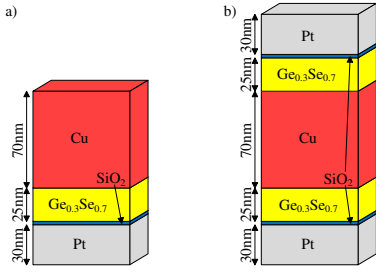 a)
70nm
25nm
30nm
Cu
SiO₂
Ge₀.₃Se₀.₇
Pt
b)
30nm
25nm
70nm
25nm
30nm
Pt
Ge₀.₃Se₀.₇
Cu
SiO₂
Ge₀.₃Se₀.₇
Pt